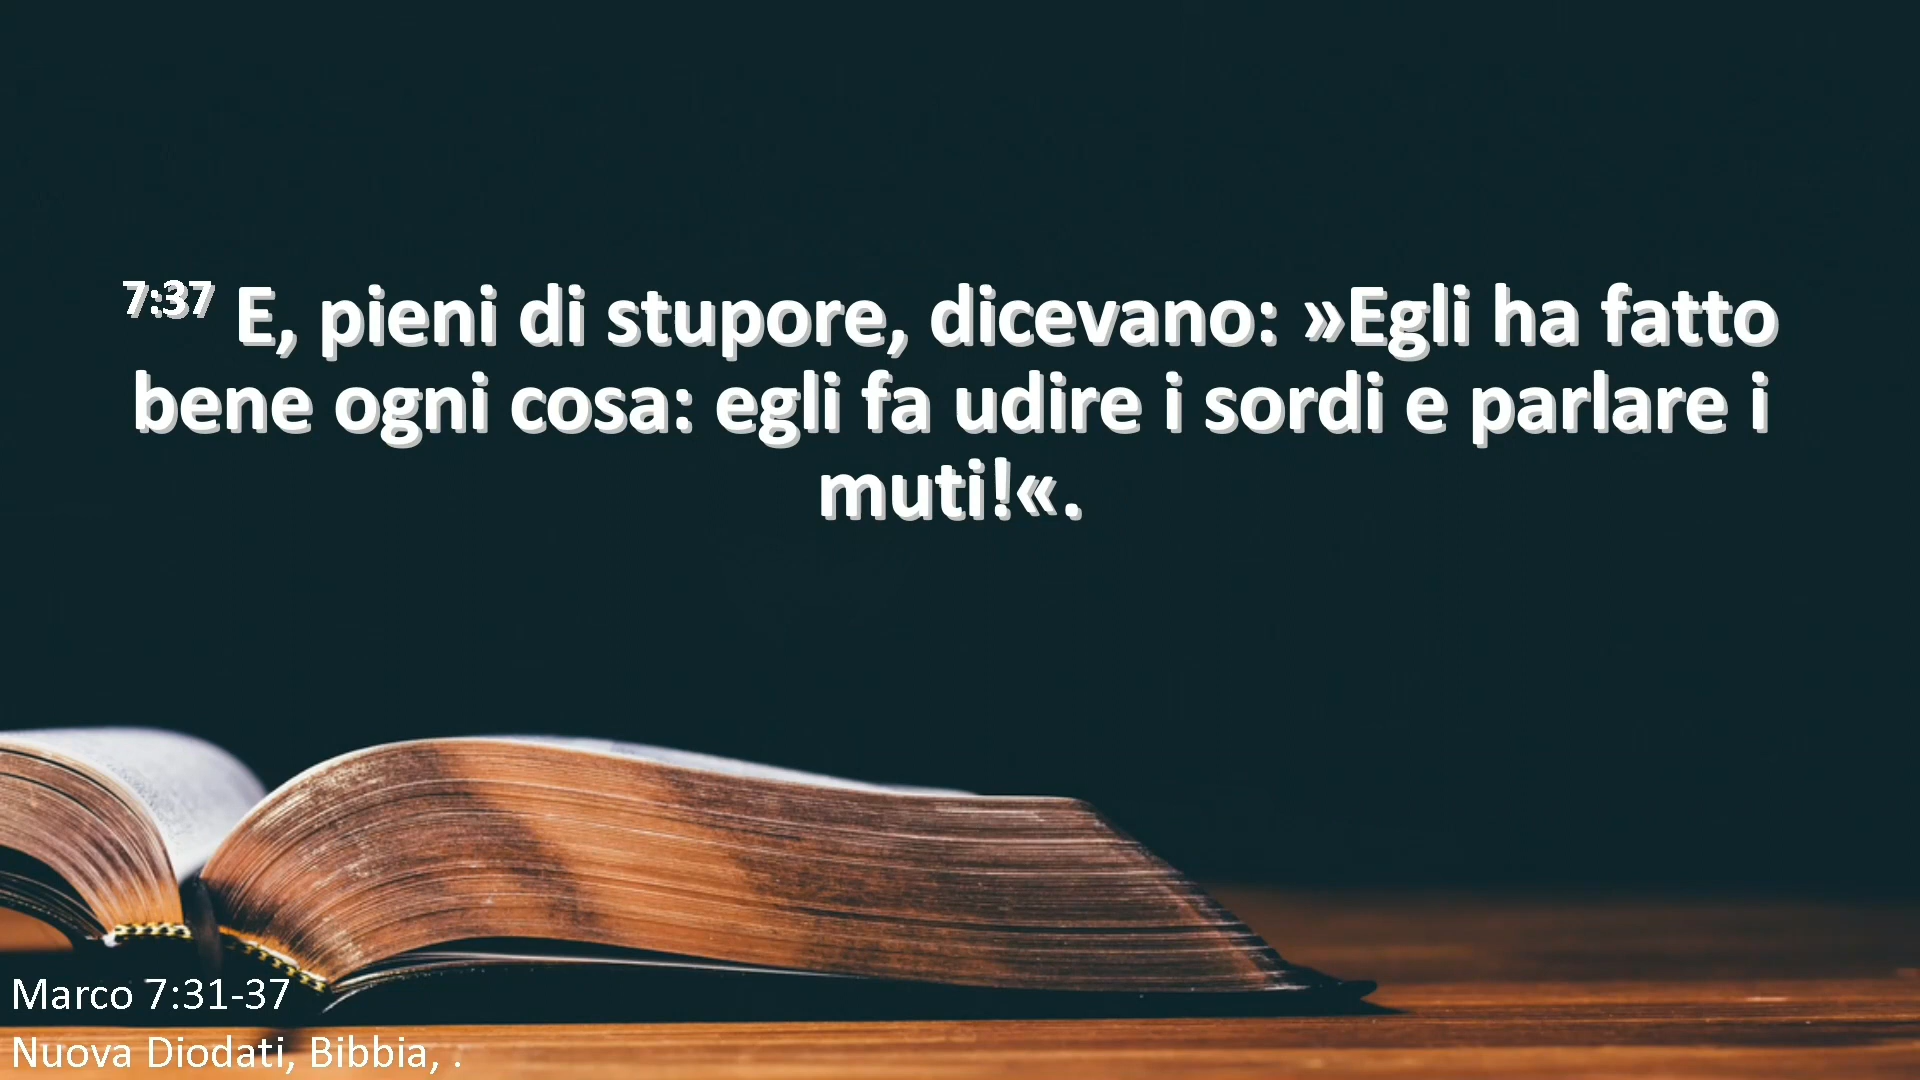 7:37 E, pieni di stupore, dicevano: »Egli ha fatto
bene ogni cosa: egli fa udire i sordi e parlare i
muti!«.
Marco 7:31-37
Nuova Diodati, Bibbia, .